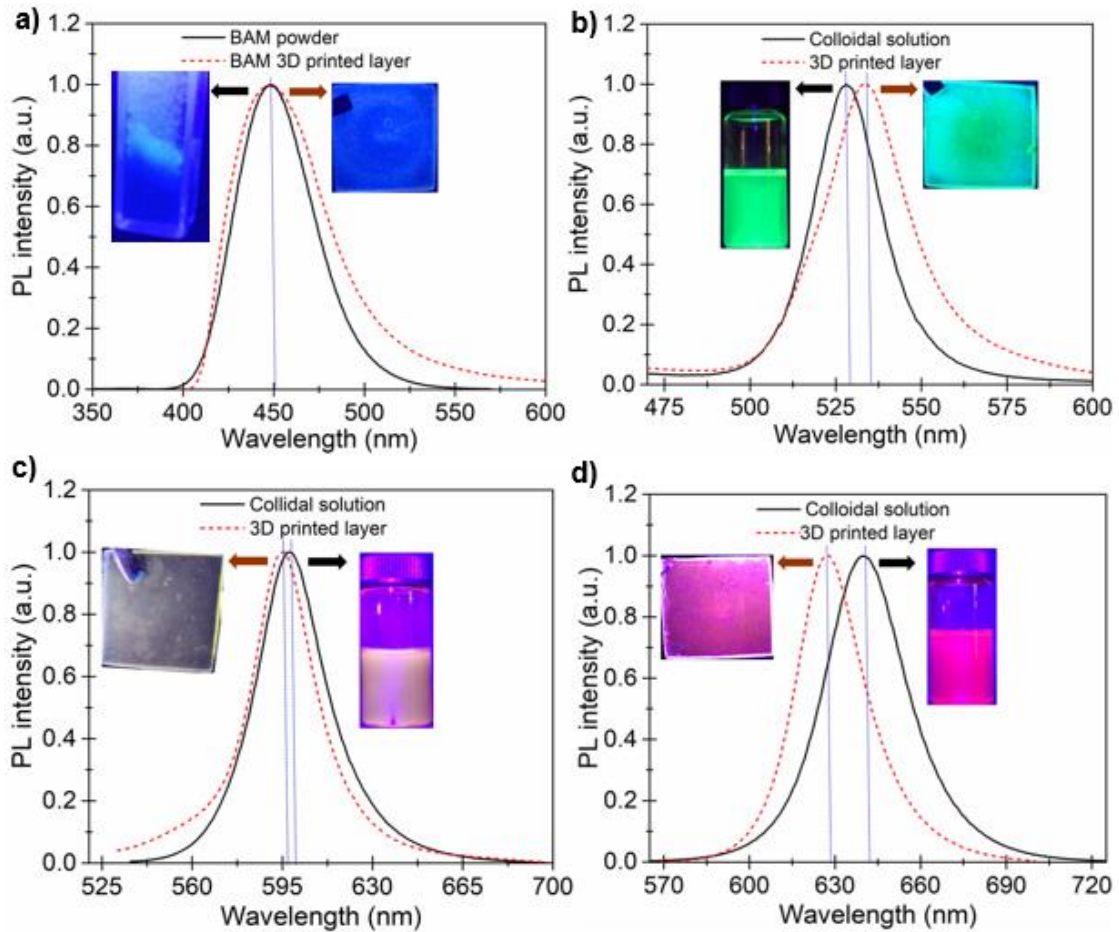 a)
BAM powder
BAM 3D printed layer
PL intensity (a.u.)
1.2
1.0
0.8
0.6
0.4
0.2
0.0
350 400 450 500 550 600
Wavelength (nm)
b)
Colloidal solution
3D printed layer
PL intensity (a.u.)
1.2
1.0
0.8
0.6
0.4
0.2
0.0
475 500 525 550 575 600
Wavelength (nm)
c)
Collidal solution
3D printed layer
PL intensity (a.u.)
1.2
1.0
0.8
0.6
0.4
0.2
0.0
525 560 595 630 665 700
Wavelength (nm)
d)
Colloidal solution
3D printed layer
PL intensity (a.u.)
1.2
1.0
0.8
0.6
0.4
0.2
0.0
570 600 630 660 690 720
Wavelength (nm)